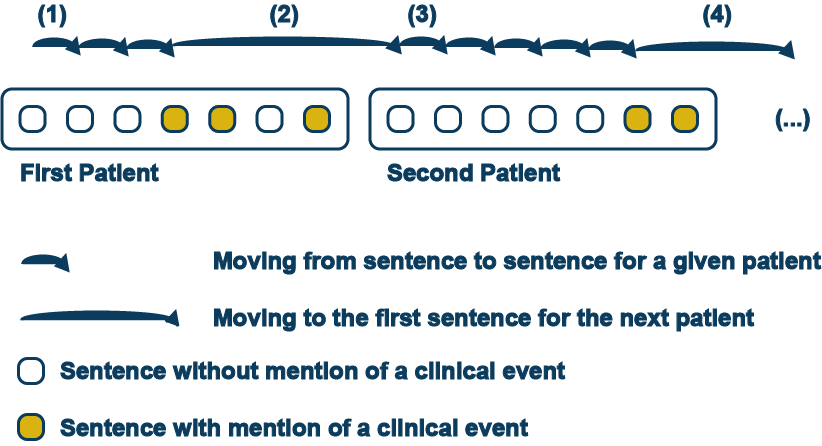 (1) (2) (3) (4)
(...)
First Patient Second Patient
Moving from sentence to sentence for a given patient
Moving to the first sentence for the next patient
Sentence without mention of a clinical event
Sentence with mention of a clinical event